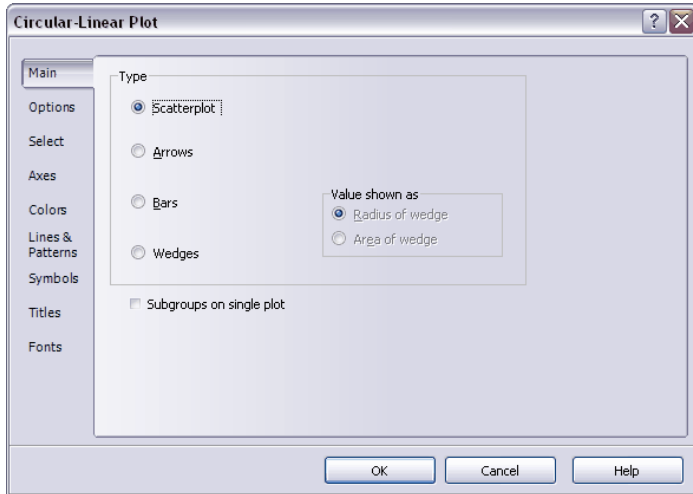 Circular-Linear Plot
Main
Options
Select
Axes
Colors
Lines &
Patterns
Symbols
Titles
Fonts
Type
Scatterplot
Arrows
Bars
Wedges
Value shown as
Radius of wedge
Area of wedge
Subgroups on single plot
OK
Cancel
Help